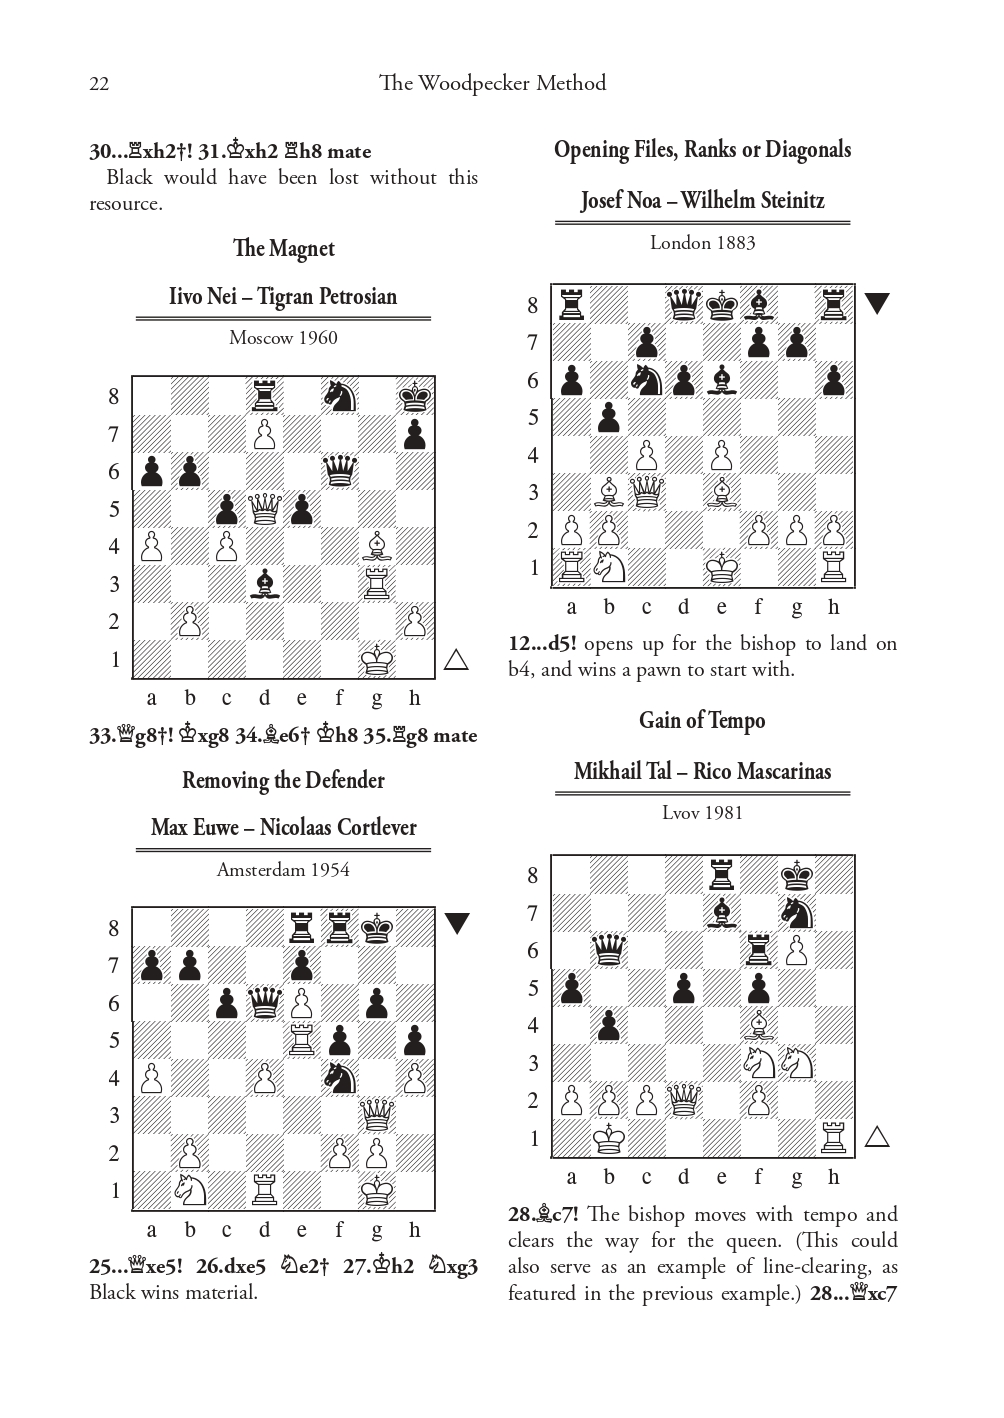 22
The Woodpecker Method
30...♖xh2†! 31.♔xh2 ♖h8 mate
Black would have been lost without this
resource.
The Magnet
Iivo Nei – Tigran Petrosian
Moscow 1960
8
7
6
5
4
3
2
1
a b c d e f g h
33.♕g8†! ♔xg8 34.♗e6† ♔h8 35.♖g8 mate
Removing the Defender
Max Euwe – Nicolaas Cortlever
Amsterdam 1954
8
7
6
5
4
3
2
1
a b c d e f g h
25...♕xe5! 26.dxe5 ♘e2† 27.♔h2 ♘xg3
Black wins material.
Opening Files, Ranks or Diagonals
Josef Noa – Wilhelm Steinitz
London 1883
8
7
6
5
4
3
2
1
a b c d e f g h
12...d5! opens up for the bishop to land on
b4, and wins a pawn to start with.
Gain of Tempo
Mikhail Tal – Rico Mascarinas
Lvov 1981
8
7
6
5
4
3
2
1
a b c d e f g h
28.♗c7! The bishop moves with tempo and
clears the way for the queen. (This could
also serve as an example of line-clearing, as
featured in the previous example.) 28...♕xc7